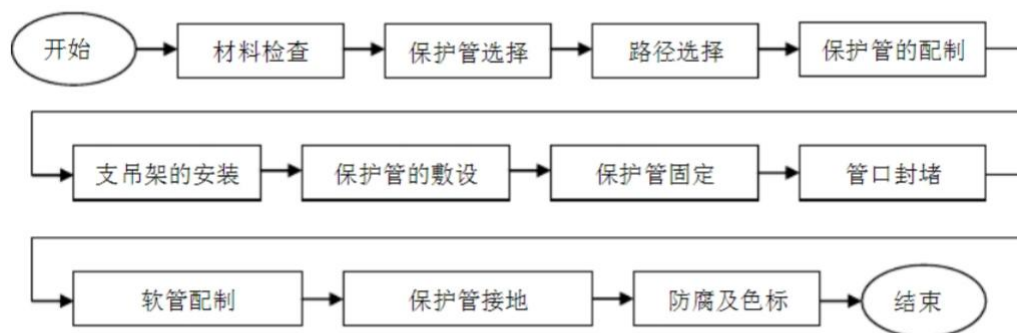 开始
材料检查
保护管选择
路径选择
保护管的配制
支吊架的安装
保护管的敷设
保护管固定
管口封堵
软管配制
保护管接地
防腐及色标
结束